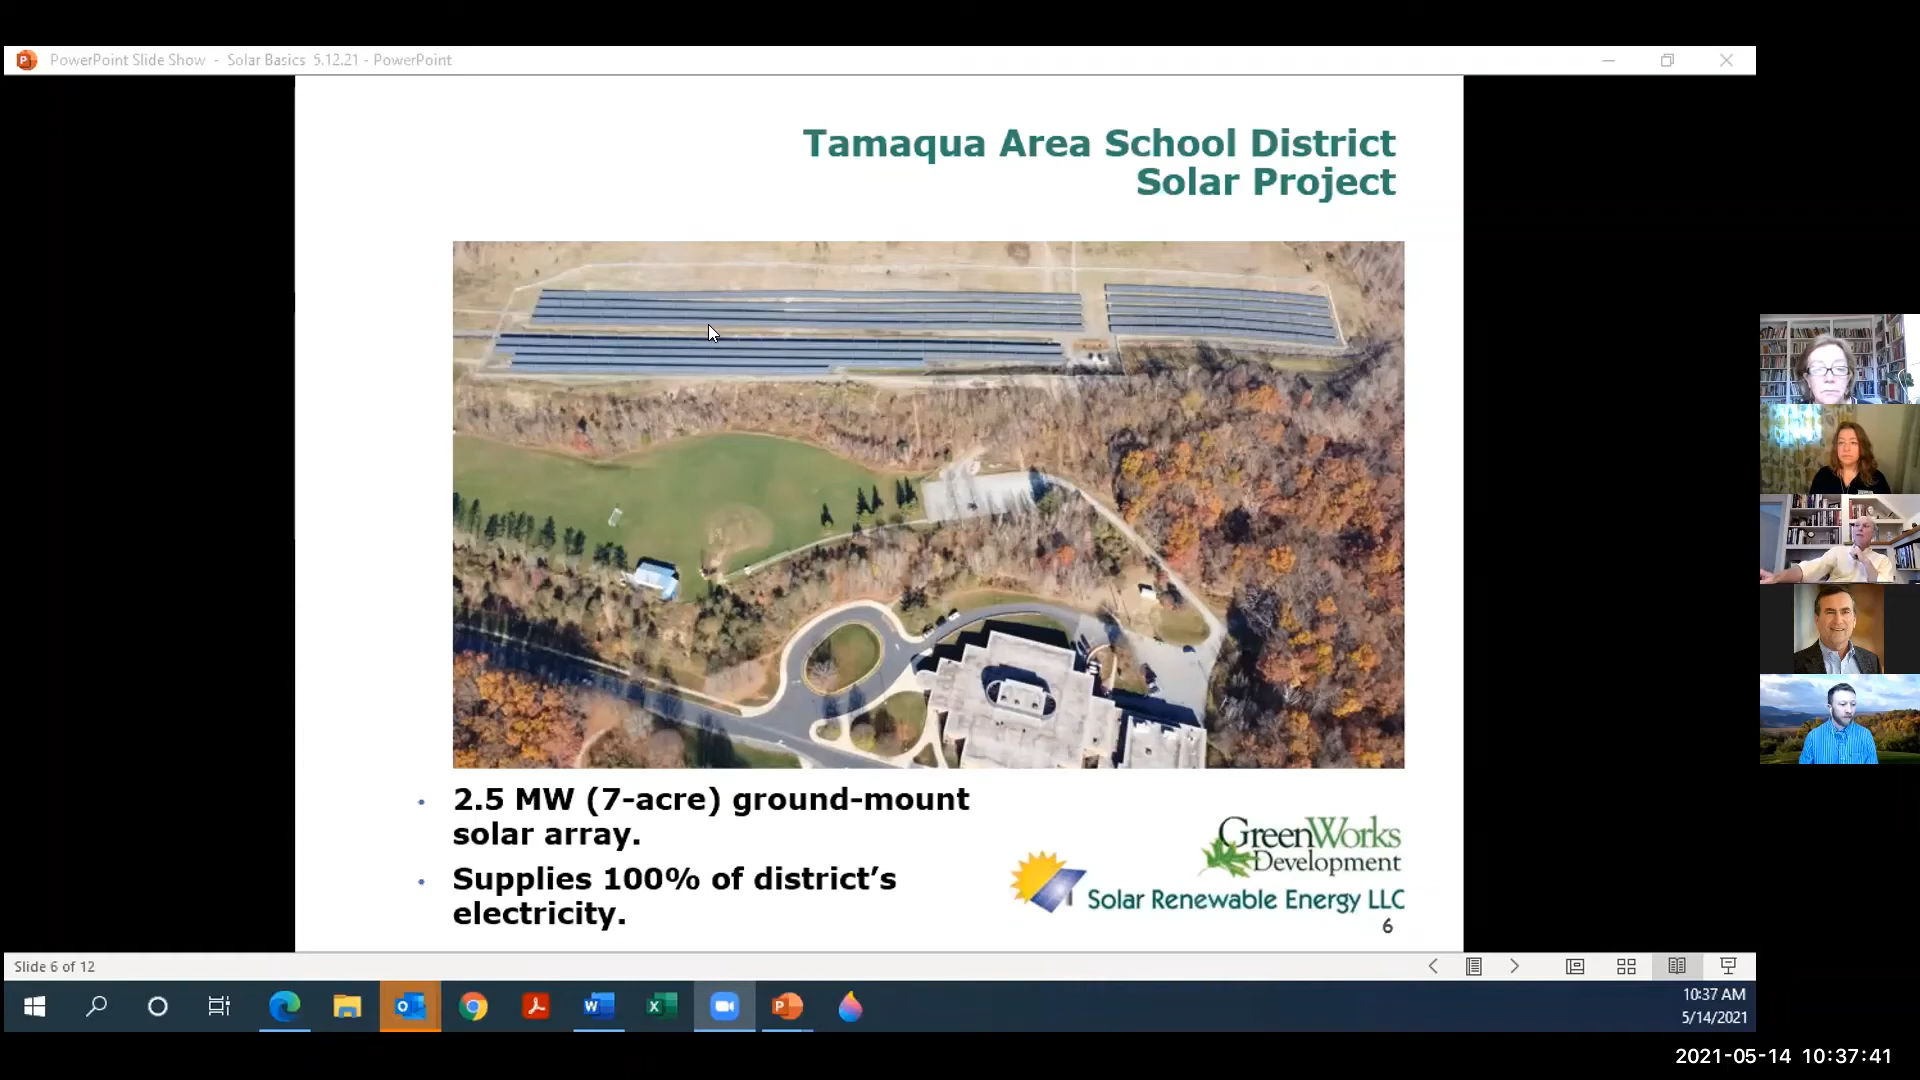 PowerPoint Slide Show - Solar Basics 5.12.21 - PowerPoint
Tamaqua Area School District
Solar Project
• 2.5 MW (7-acre) ground-mount
solar array.
• Supplies 100% of district's
electricity.
GreenWorks
Development
Solar Renewable Energy LLC
6
Slide 6 of 12
10:37 AM
5/14/2021
2021-05-14 10:37:41